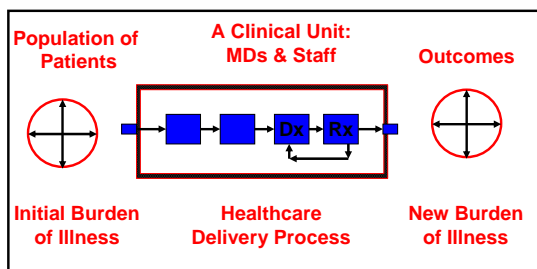 Population of
Patients
A Clinical Unit:
MDs & Staff
Outcomes
Dx
Rx
Initial Burden
of Illness
Healthcare
Delivery Process
New Burden
of Illness